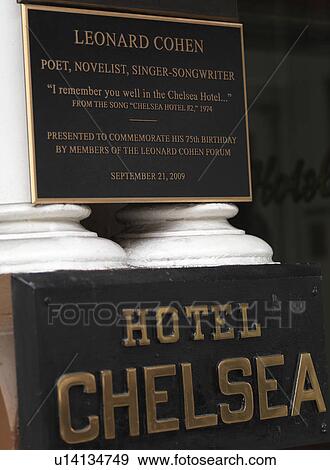 LEONARD COHEN
POET, NOVELIST, SINGER-SONGWRITER
“I remember you well in the Chelsea Hotel...”
FROM THE SONG “CHELSEA HOTEL #2,” 1974
PRESENTED TO COMMEMORATE HIS 75th BIRTHDAY
BY MEMBERS OF THE LEONARD COHEN FORUM
SEPTEMBER 21, 2009
HOTEL
CHELSEA
u14134749 www.fotosearch.com